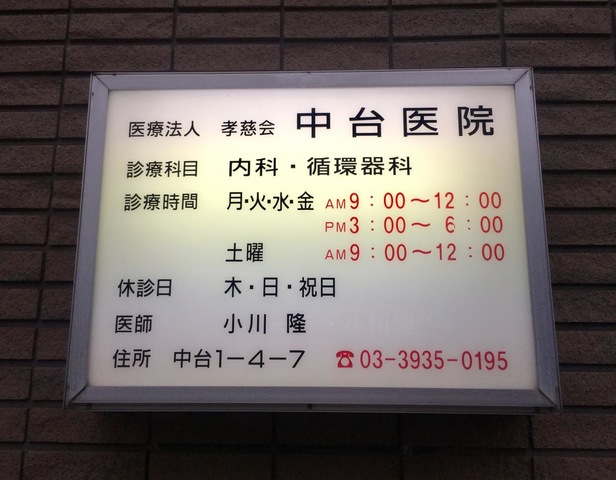 医療法人 孝慈会 中台医院
診療科目 内科・循環器科
診療時間 月・火・水・金 AM9：00～12：00
PM3：00～6：00
土曜 AM9：00～12：00
休診日 木・日・祝日
医師 小川 隆
住所 中台1-4-7 ☎03-3935-0195